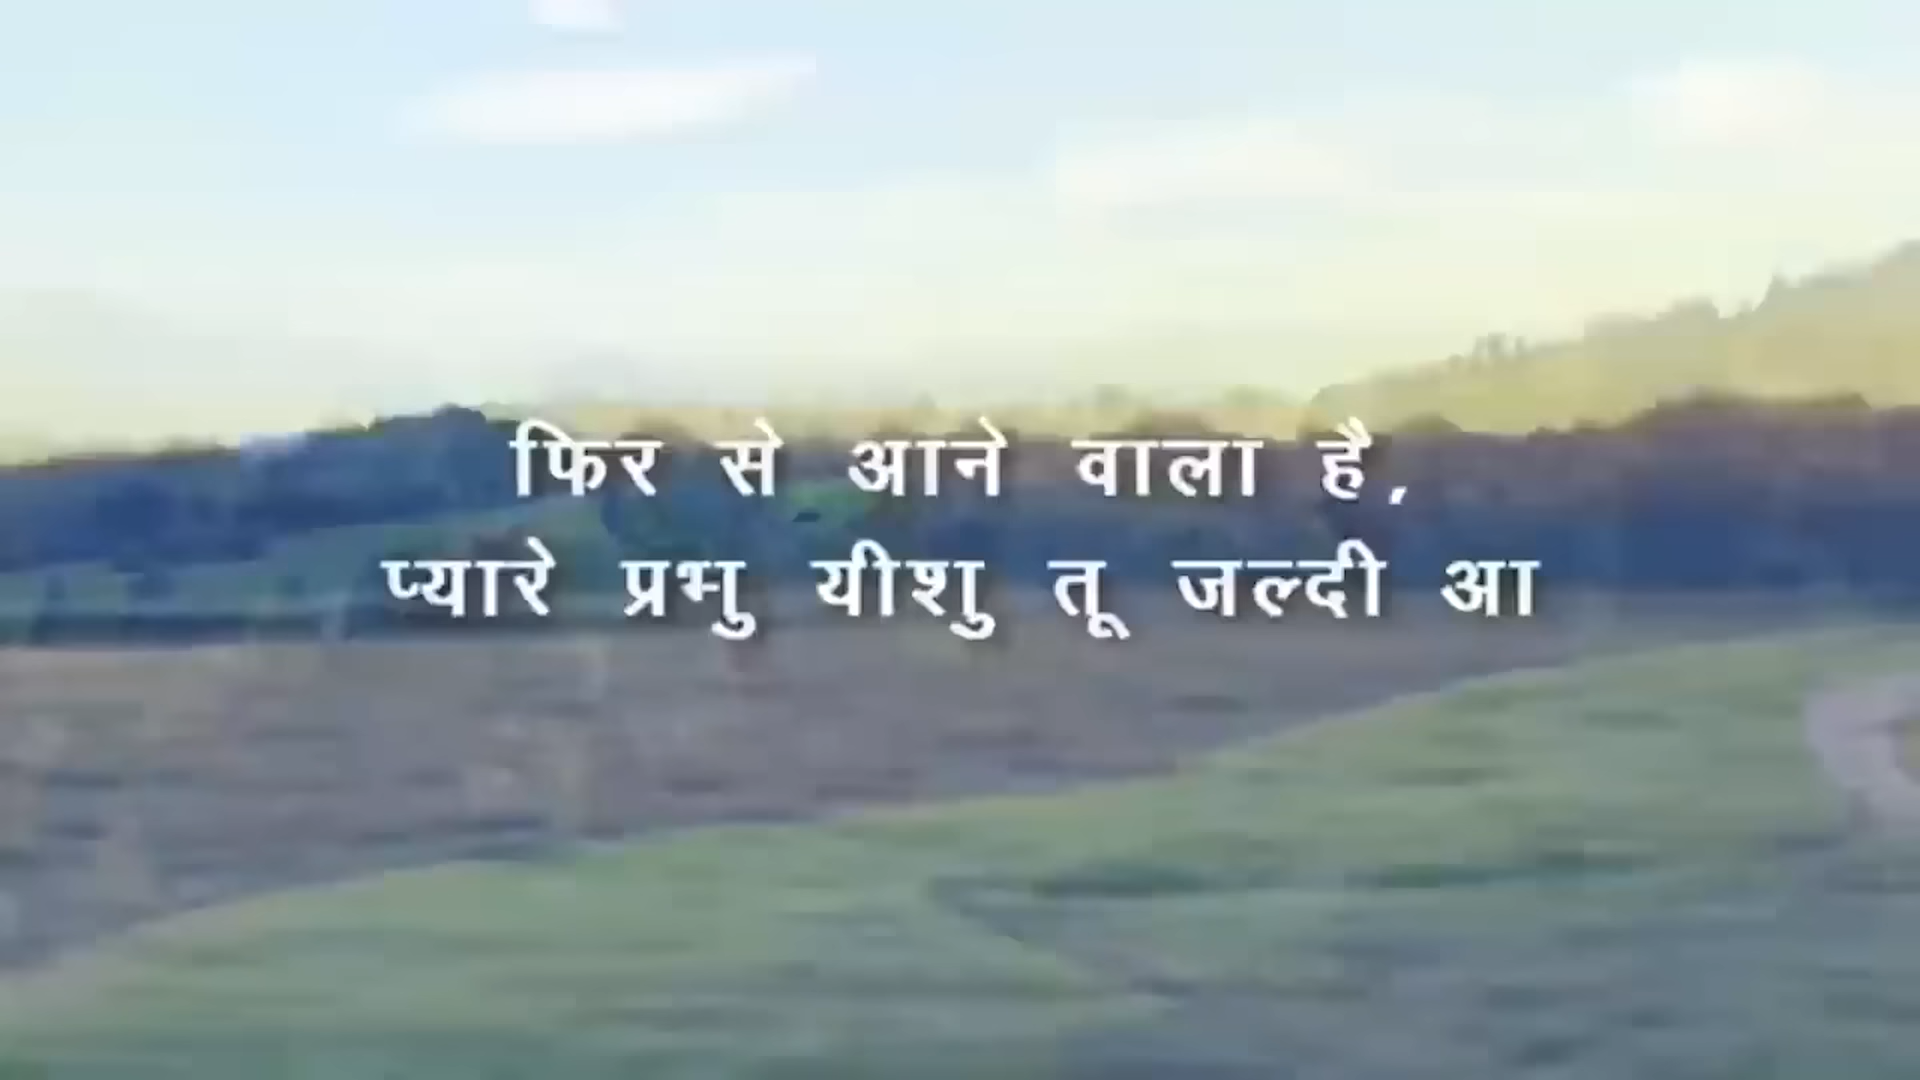 फिर से आने वाला है,
प्यारे प्रभु यीशु तू जल्दी आ